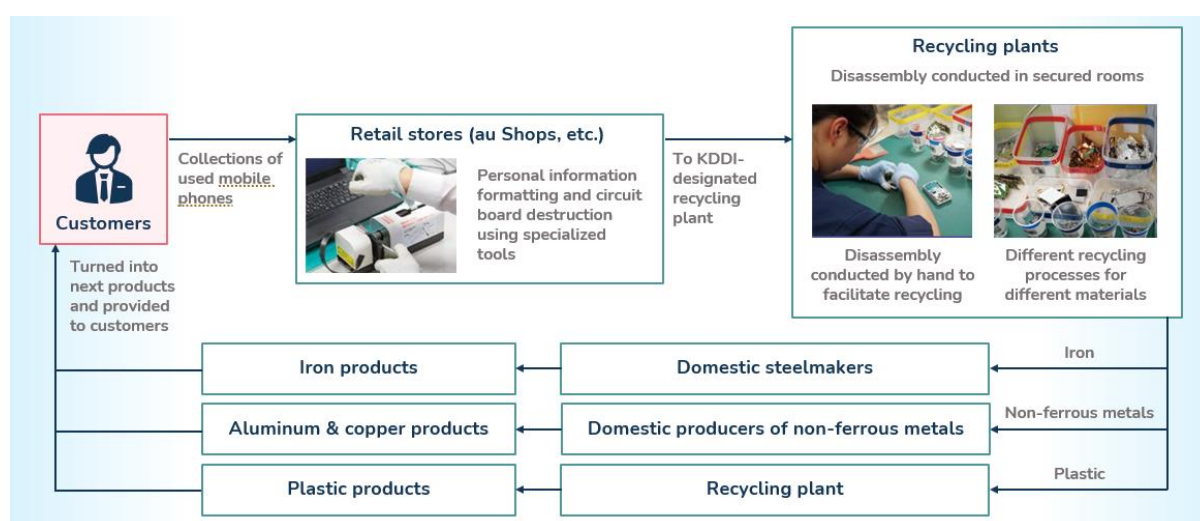 Recycling plants
Disassembly conducted in secured rooms
Customers
Collections of
used mobile
phones
Retail stores (au Shops, etc.)
Personal information
formatting and circuit
board destruction
using specialized
tools
To KDDI-
designated
recycling
plant
Disassembly
conducted by hand to
facilitate recycling
Different recycling
processes for
different materials
Turned into
next products
and provided
to customers
Iron products
Domestic steelmakers
Iron
Aluminum & copper products
Domestic producers of non-ferrous metals
Non-ferrous metals
Plastic products
Recycling plant
Plastic